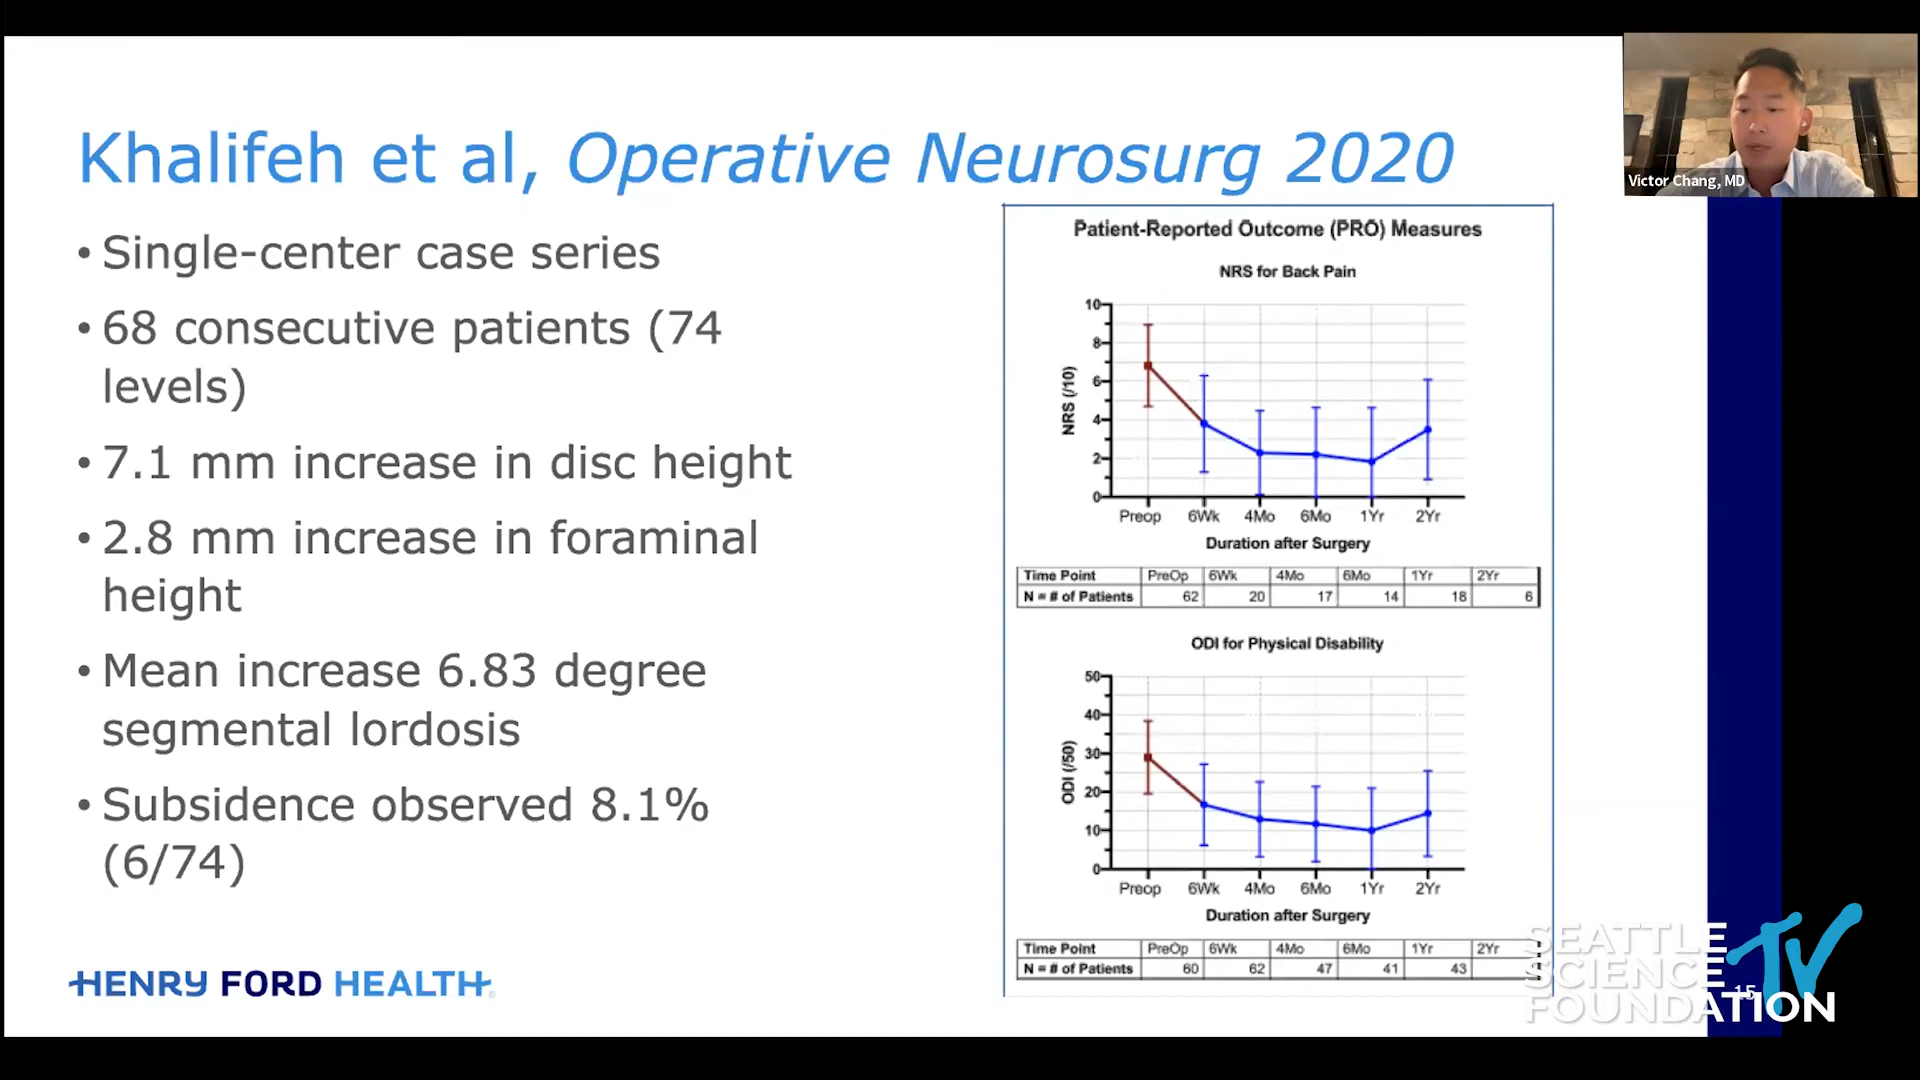 Khalifeh et al, Operative Neurosurg 2020
Victor Chang, MD
• Single-center case series
• 68 consecutive patients (74
levels)
• 7.1 mm increase in disc height
• 2.8 mm increase in foraminal
height
• Mean increase 6.83 degree
segmental lordosis
• Subsidence observed 8.1%
(6/74)
HENRY FORD HEALTH
Patient-Reported Outcome (PRO) Measures
NRS for Back Pain
NRS (/10)
10
8
6
4
2
0
Preop 6Wk 4Mo 6Mo 1Yr 2Yr
Duration after Surgery
Time Point PreOp 6Wk 4Mo 6Mo 1Yr 2Yr
N = # of Patients 62 20 17 14 18 6
ODI for Physical Disability
ODI (/50)
50
40
30
20
10
0
Preop 6Wk 4Mo 6Mo 1Yr 2Yr
Duration after Surgery
Time Point PreOp 6Wk 4Mo 6Mo 1Yr 2Yr
N = # of Patients 60 62 47 41 43
15
SEATTLE
SCIENCE
FOUNDATION
TV